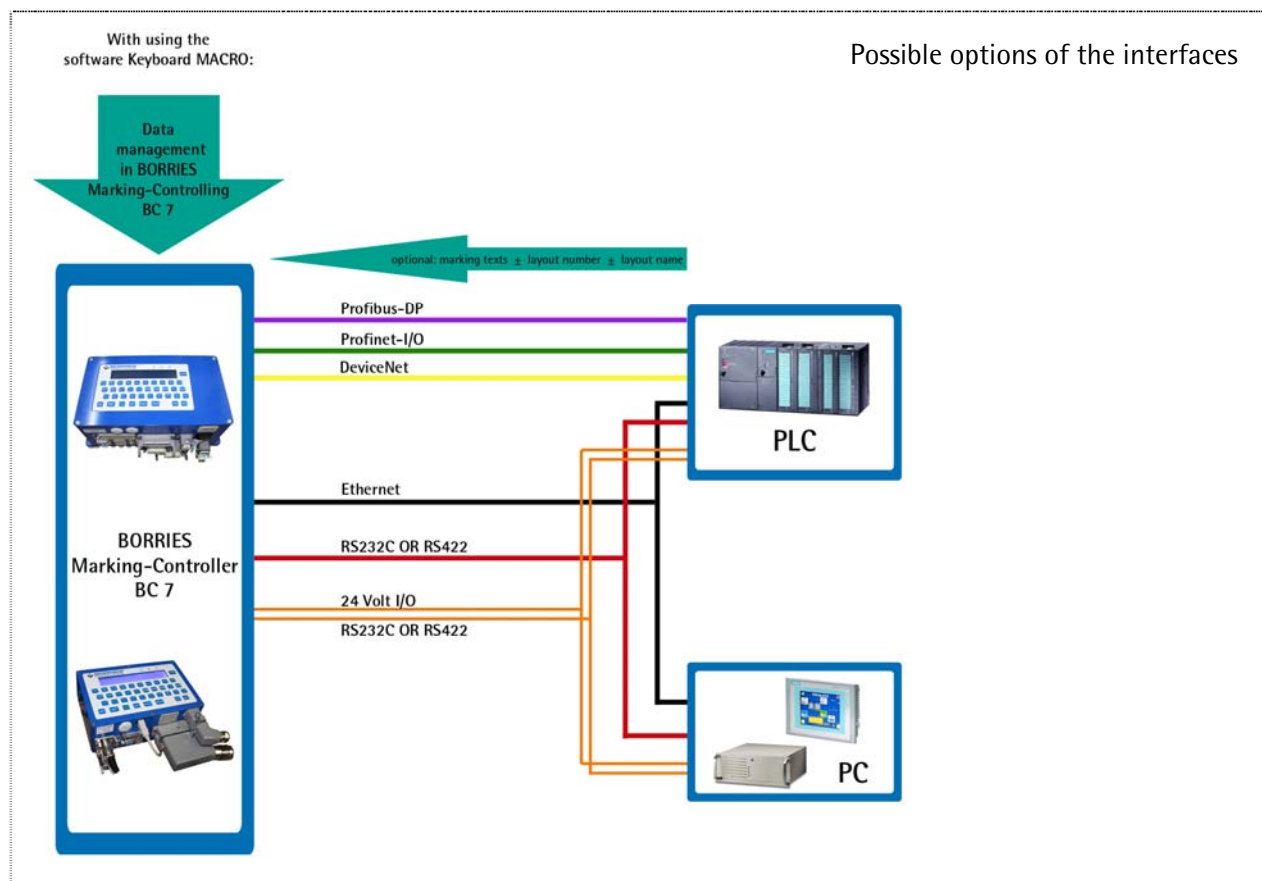 With using the
software Keyboard MACRO:
Possible options of the interfaces
Data
management
in BORRIES
Marking-Controlling
BC 7
optional: marking texts ± layout number ± layout name
Profibus-DP
Profinet-I/O
DeviceNet
PLC
Ethernet
BORRIES
Marking-Controller
BC 7
RS232C OR RS422
24 Volt I/O
RS232C OR RS422
PC